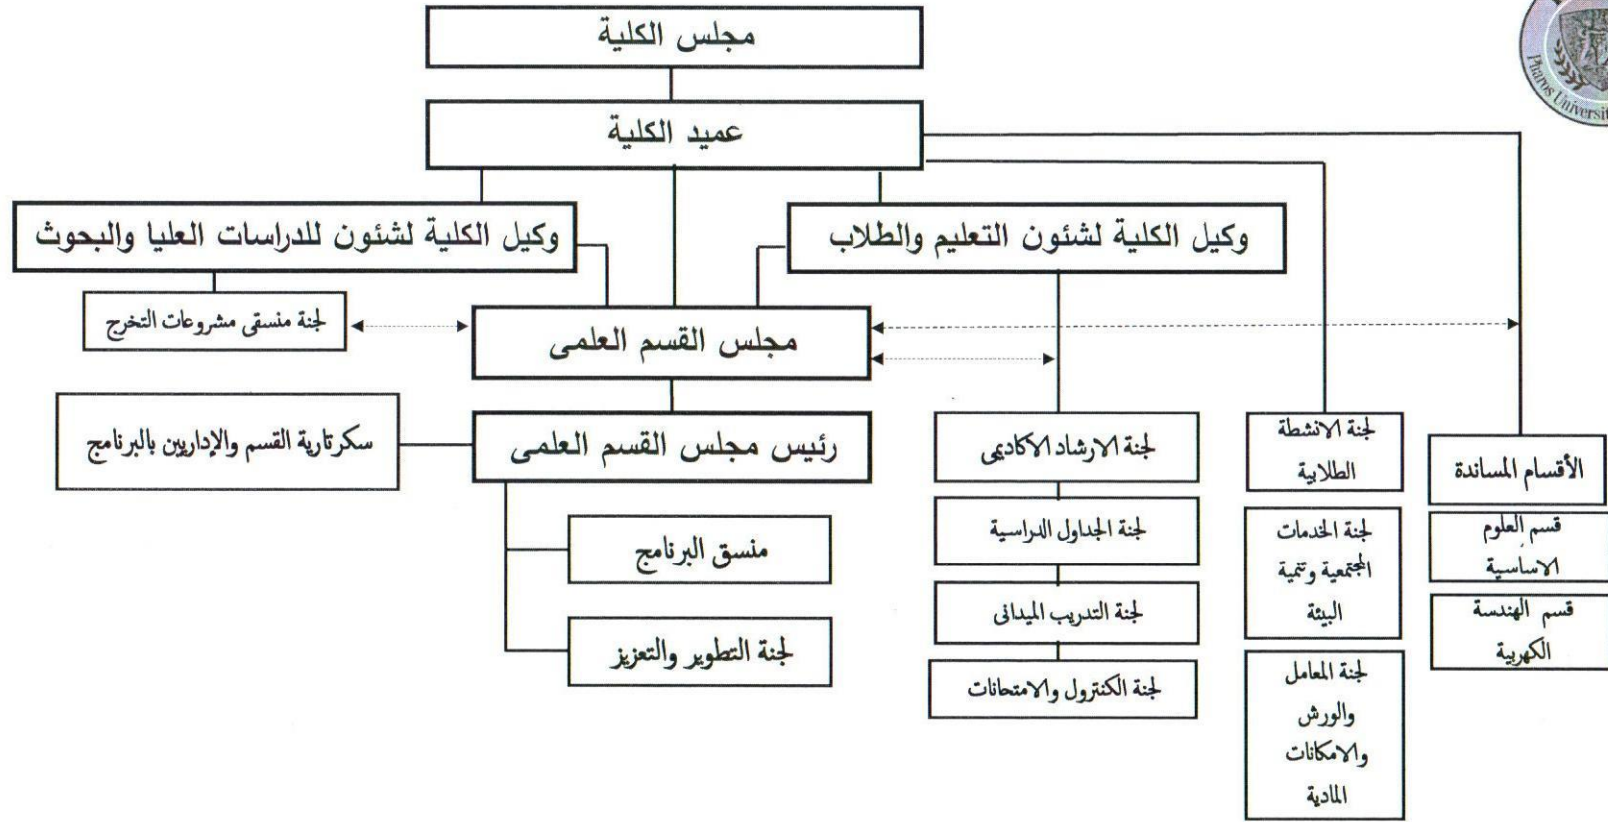 مجلس الكلية
Pharos Universit
عميد الكلية
وكيل الكلية لشئون التعليم والطلاب
وكيل الكلية لشئون للدراسات العليا والبحوث
لجنة منسقى مشروعات التخرج
مجلس القسم العلمى
رئيس مجلس القسم العلمى
سكرتارية القسم والإداريين بالبرنامج
منسق البرنامج
لجنة التطوير والتعزيز
لجنة الارشاد الاكاديمى
لجنة الجداول الدراسية
لجنة التدريب الميدانى
لجنة الكنترول والامتحانات
لجنة الانشطة
الطلابية
لجنة الخدمات
المجتمعية وتنمية
البيئة
لجنة المعامل
والورش
والامكانات
المادية
الأقسام المساندة
قسم العلوم
الاساسية
قسم الهندسة
الكهربية